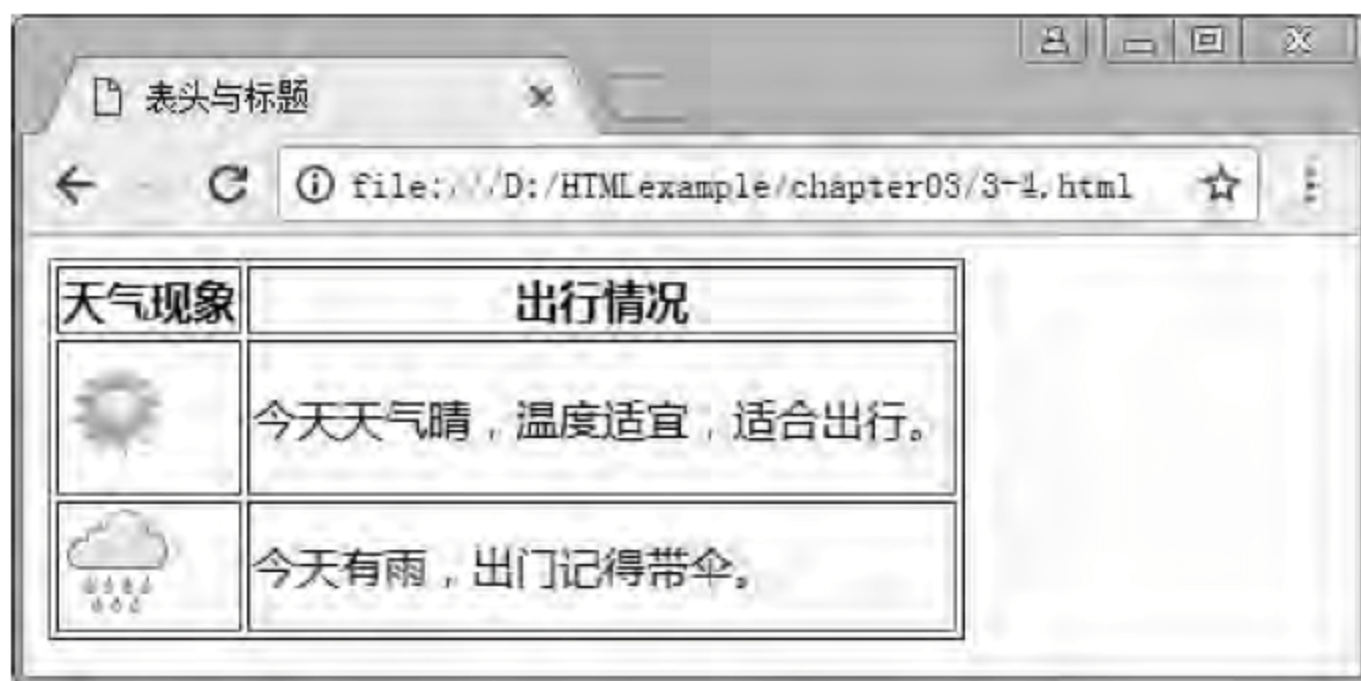 表头与标题
file:///D:/HTMLexample/chapter03/3-4.html
天气现象 出行情况
今天天气晴，温度适宜，适合出行。
今天有雨，出门记得带伞。